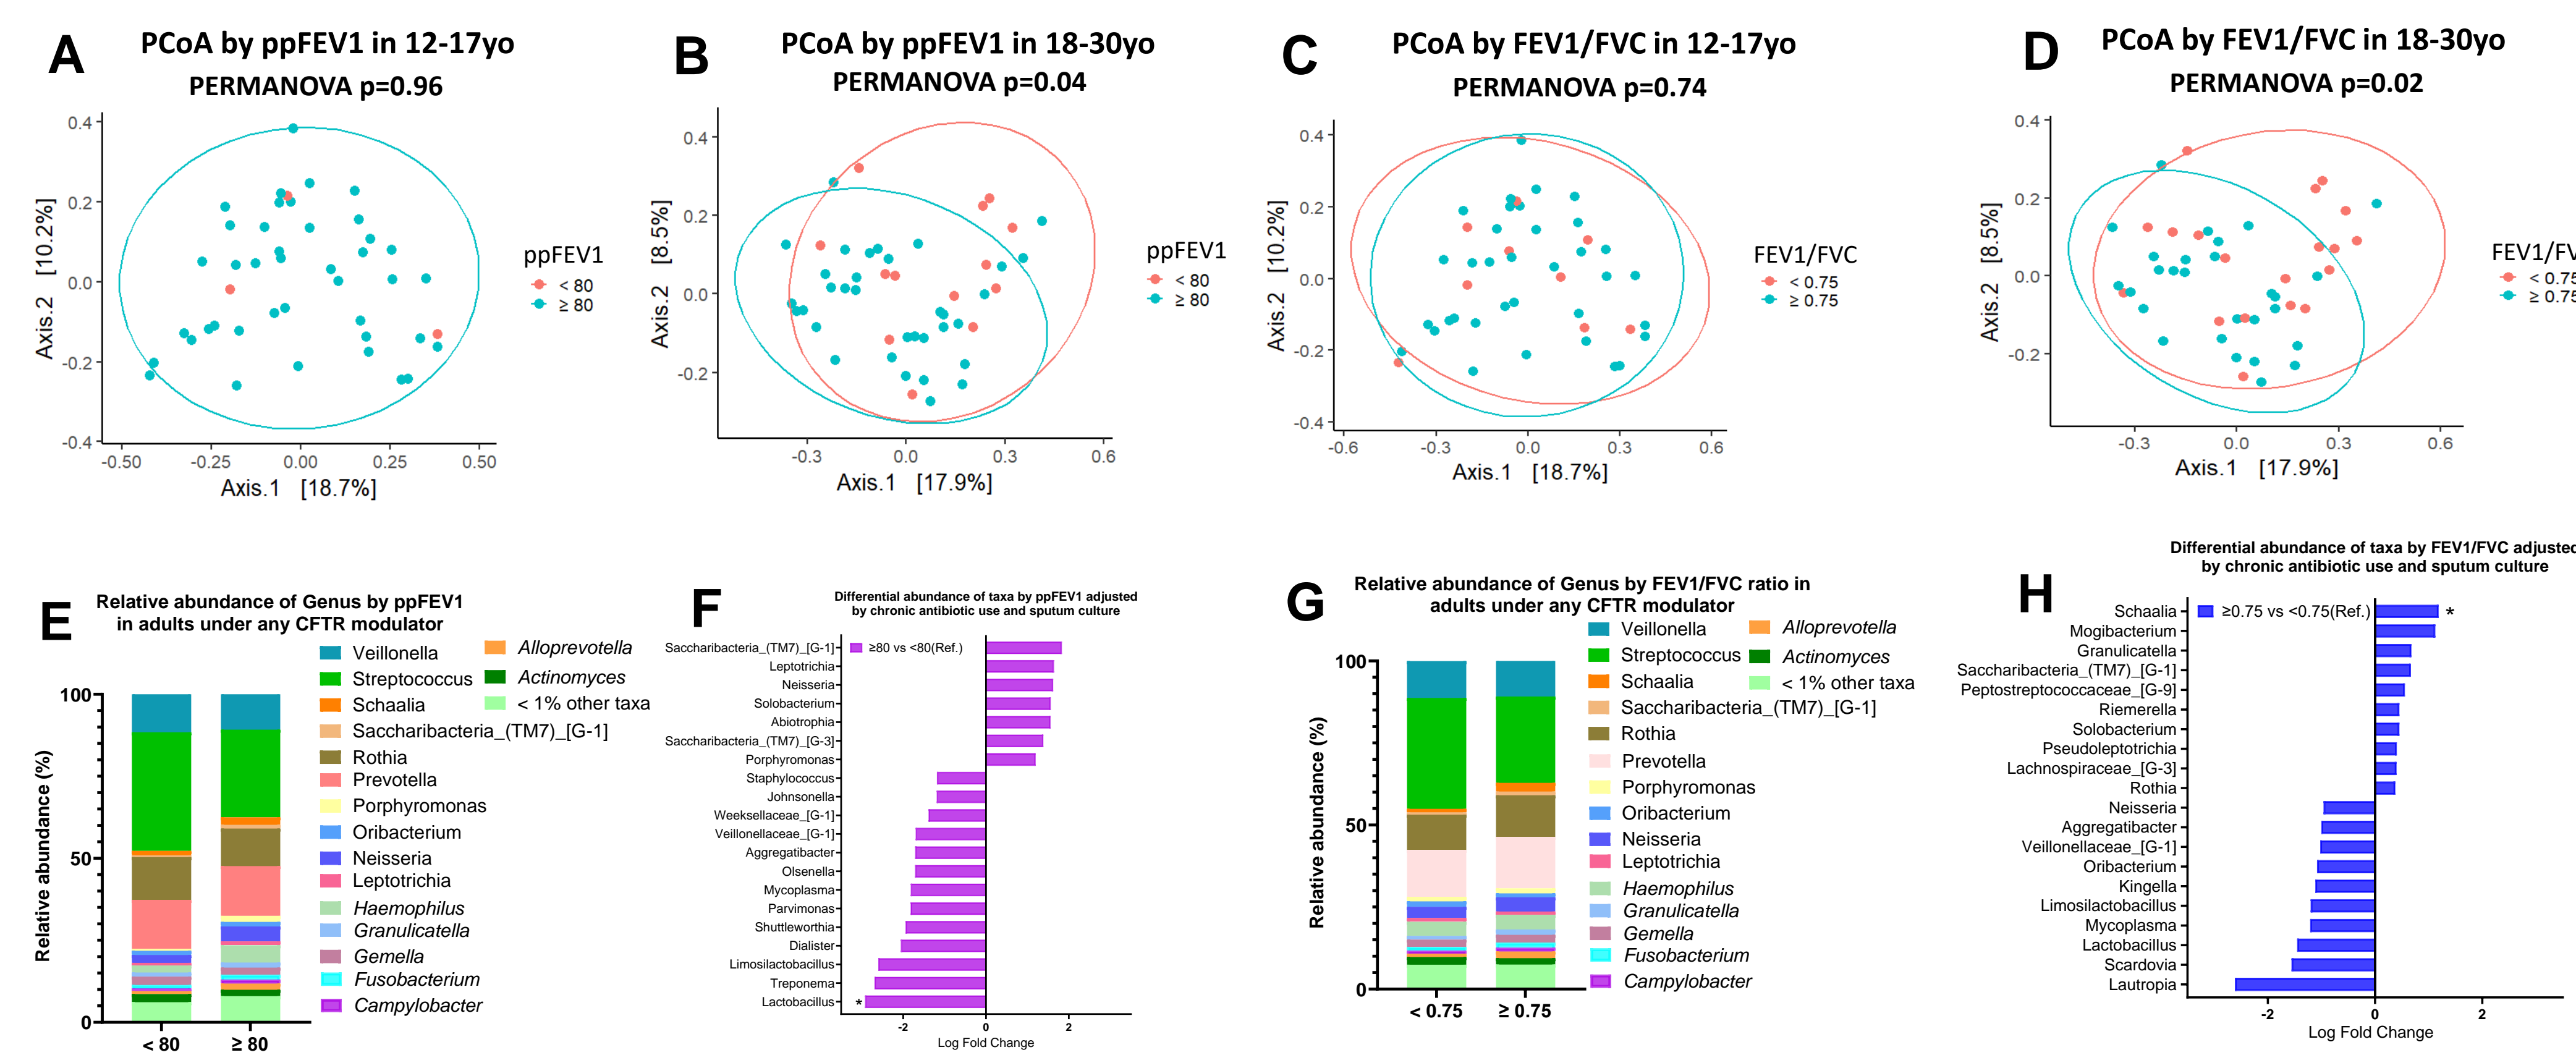 A
PCoA by ppFEV1 in 12-17yo
PERMANOVA p=0.96
0.4
0.2
0.0
-0.2
-0.4
Axis.2 [10.2%]
-0.50 -0.25 0.00 0.25 0.50
Axis.1 [18.7%]
ppFEV1
< 80
≥ 80
B
PCoA by ppFEV1 in 18-30yo
PERMANOVA p=0.04
0.4
0.2
0.0
-0.2
Axis.2 [8.5%]
-0.3 0.0 0.3 0.6
Axis.1 [17.9%]
ppFEV1
< 80
≥ 80
C
PCoA by FEV1/FVC in 12-17yo
PERMANOVA p=0.74
0.4
0.2
0.0
-0.2
-0.4
Axis.2 [10.2%]
-0.6 -0.3 0.0 0.3 0.6
Axis.1 [18.7%]
FEV1/FVC
< 0.75
≥ 0.75
D
PCoA by FEV1/FVC in 18-30yo
PERMANOVA p=0.02
0.4
0.2
0.0
-0.2
Axis.2 [8.5%]
-0.3 0.0 0.3 0.6
Axis.1 [17.9%]
FEV1/FV
< 0.75
≥ 0.75
E
Relative abundance of Genus by ppFEV1
in adults under any CFTR modulator
Relative abundance (%)
100
50
0
< 80 ≥ 80
Veillonella
Streptococcus
Schaalia
Saccharibacteria_(TM7)_[G-1]
Rothia
Prevotella
Porphyromonas
Oribacterium
Neisseria
Leptotrichia
Haemophilus
Granulicatella
Gemella
Fusobacterium
Campylobacter
Alloprevotella
Actinomyces
< 1% other taxa
F
Differential abundance of taxa by ppFEV1 adjusted
by chronic antibiotic use and sputum culture
≥80 vs <80(Ref.)
Saccharibacteria_(TM7)_[G-1]
Leptotrichia
Neisseria
Solobacterium
Abiotrophia
Saccharibacteria_(TM7)_[G-3]
Porphyromonas
Staphylococcus
Johnsonella
Weeksellaceae_[G-1]
Veillonellaceae_[G-1]
Aggregatibacter
Olsenella
Mycoplasma
Parvimonas
Shuttleworthia
Dialister
Limosilactobacillus
Treponema
Lactobacillus *
-2 0 2
Log Fold Change
G
Relative abundance of Genus by FEV1/FVC ratio in
adults under any CFTR modulator
Relative abundance (%)
100
50
0
< 0.75 ≥ 0.75
Veillonella
Streptococcus
Schaalia
Saccharibacteria_(TM7)_[G-1]
Rothia
Prevotella
Porphyromonas
Oribacterium
Neisseria
Leptotrichia
Haemophilus
Granulicatella
Gemella
Fusobacterium
Campylobacter
Alloprevotella
Actinomyces
< 1% other taxa
H
Differential abundance of taxa by FEV1/FVC adjusted
by chronic antibiotic use and sputum culture
≥0.75 vs <0.75(Ref.)
Schaalia *
Mogibacterium
Granulicatella
Saccharibacteria_(TM7)_[G-1]
Peptostreptococcaceae_[G-9]
Riemerella
Solobacterium
Pseudoleptotrichia
Lachnospiraceae_[G-3]
Rothia
Neisseria
Aggregatibacter
Veillonellaceae_[G-1]
Oribacterium
Kingella
Limosilactobacillus
Mycoplasma
Lactobacillus
Scardovia
Lautropia
-2 0 2
Log Fold Change